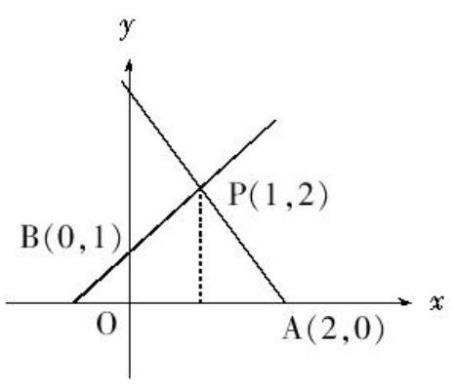 y
P(1,2)
B(0,1)
x
O
A(2,0)